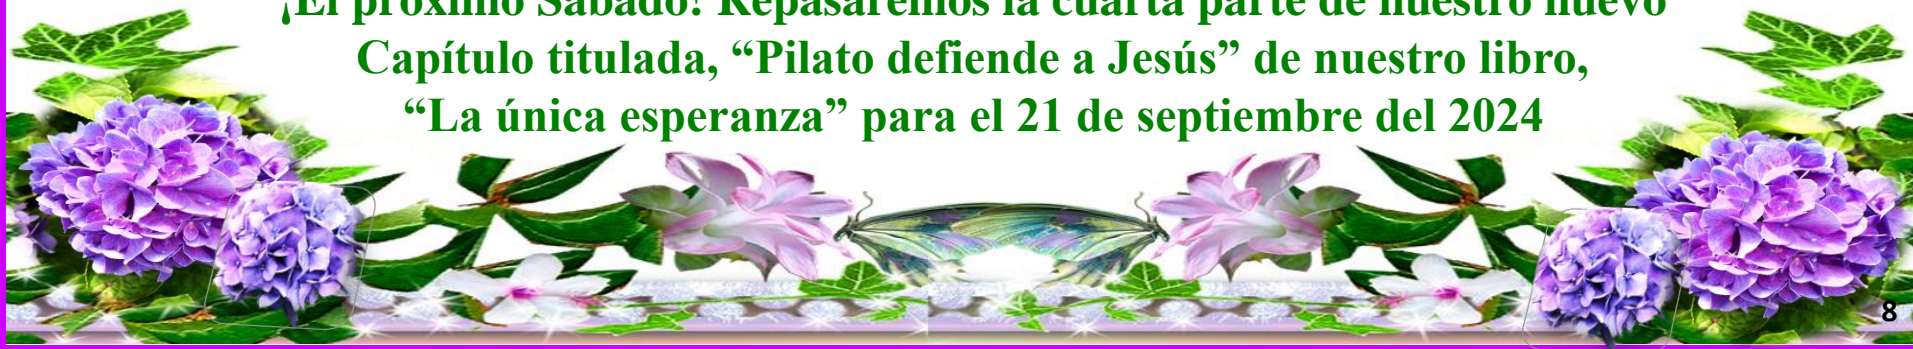 ¡El próximo Sábado! Repasaremos la cuarta parte de nuestro nuevo
Capítulo titulada, “Pilato defiende a Jesús” de nuestro libro,
“La única esperanza” para el 21 de septiembre del 2024
8